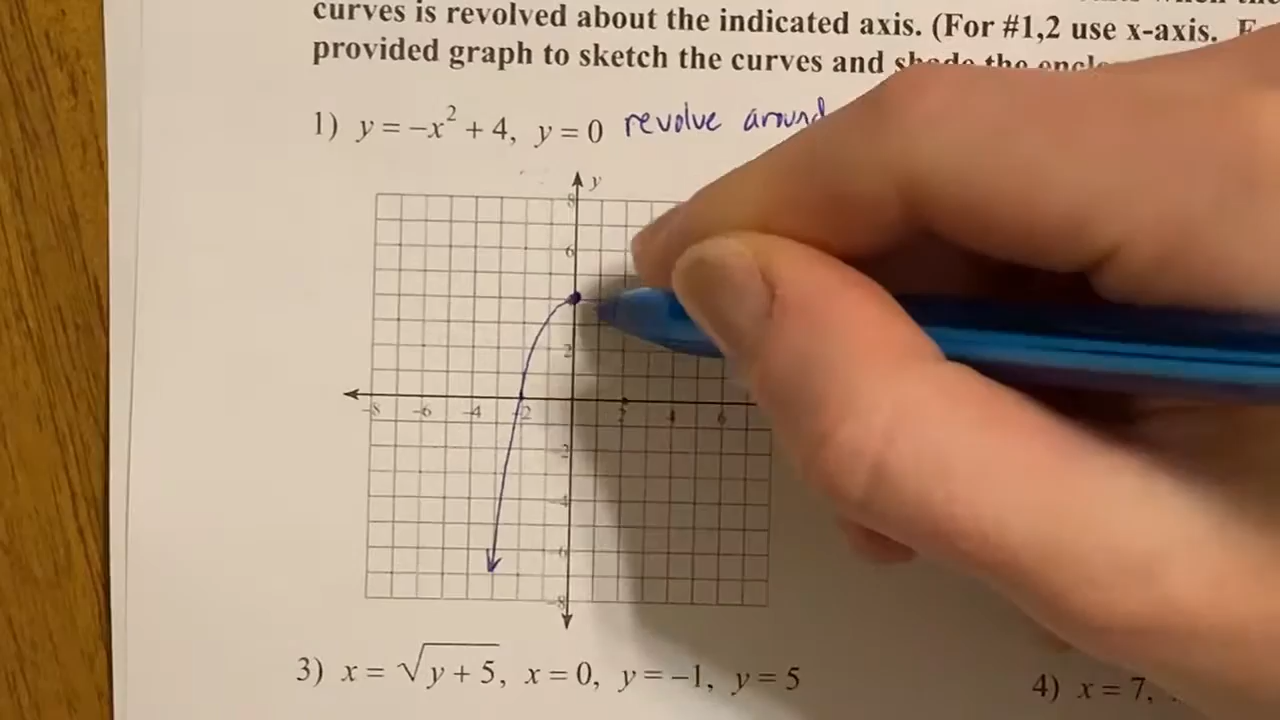 curves is revolved about the indicated axis. (For #1,2 use x-axis.
provided graph to sketch the curves and shade the
1) y = −x² + 4, y = 0 revolve around
y
8
6
2
-8 -6 -4 -2 2 4 6
-2
-4
-6
-8
3) x = √(y + 5), x = 0, y = −1, y = 5
4) x = 7,